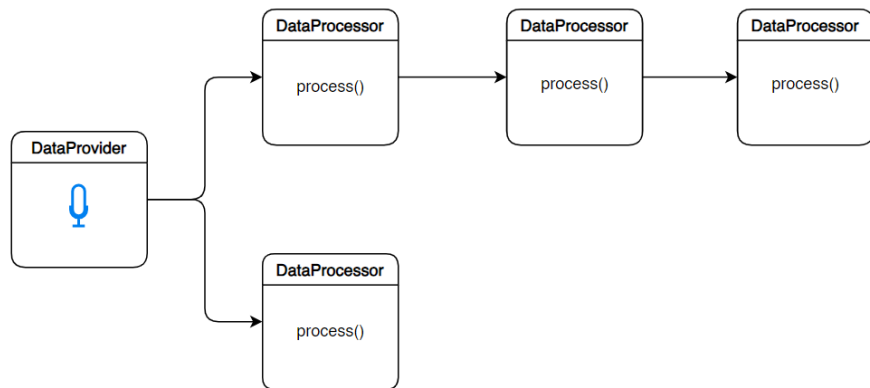 DataProcessor
process()
DataProcessor
process()
DataProcessor
process()
DataProvider
DataProcessor
process()